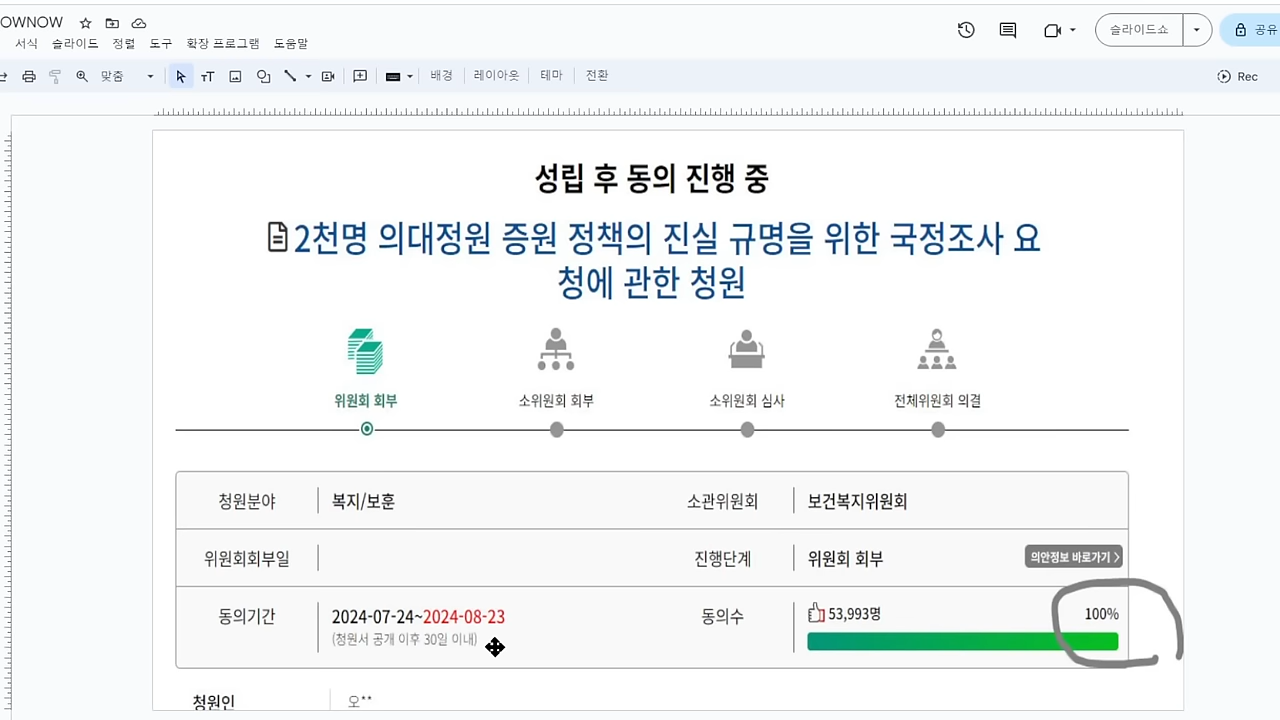 OWNOW
서식 슬라이드 정렬 도구 확장 프로그램 도움말
슬라이드쇼
공유
맞춤
배경 레이아웃 테마 전환
Rec
성립 후 동의 진행 중
2천명 의대정원 증원 정책의 진실 규명을 위한 국정조사 요
청에 관한 청원
위원회 회부 소위원회 회부 소위원회 심사 전체위원회 의결
청원분야 복지/보훈 소관위원회 보건복지위원회
위원회회부일 진행단계 위원회 회부 의안정보 바로가기 >
동의기간 2024-07-24~2024-08-23 동의수 53,993명 100%
(청원서 공개 이후 30일 이내)
청원인 오**